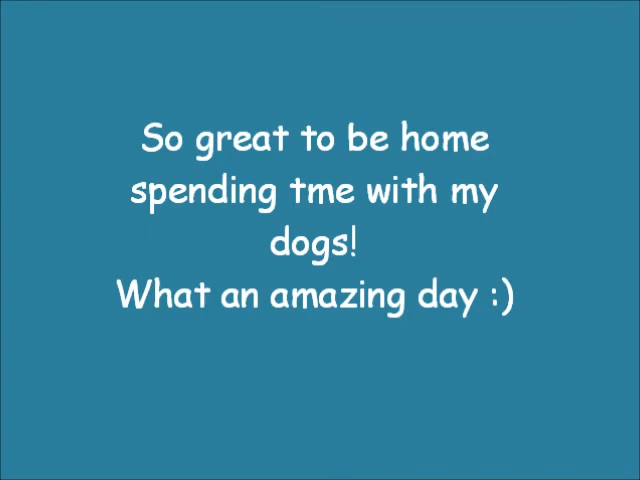 So great to be home
spending tme with my
dogs!
What an amazing day :)